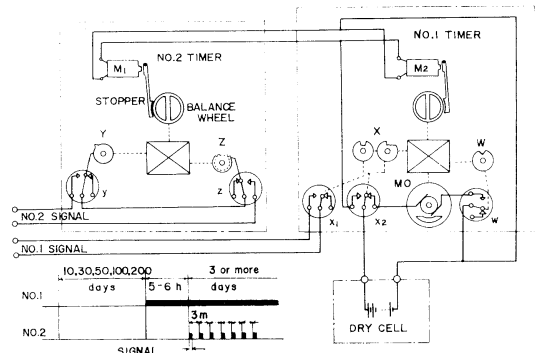 NO.2 TIMER
NO.1 TIMER
M1
M2
STOPPER
BALANCE
WHEEL
Y
Z
X
W
MO
y
z
x1
x2
w
NO.2 SIGNAL
NO.1 SIGNAL
10,30,50,100,200
days
5-6 h
3 or more
days
NO.1
3m
NO.2
SIGNAL
DRY CELL